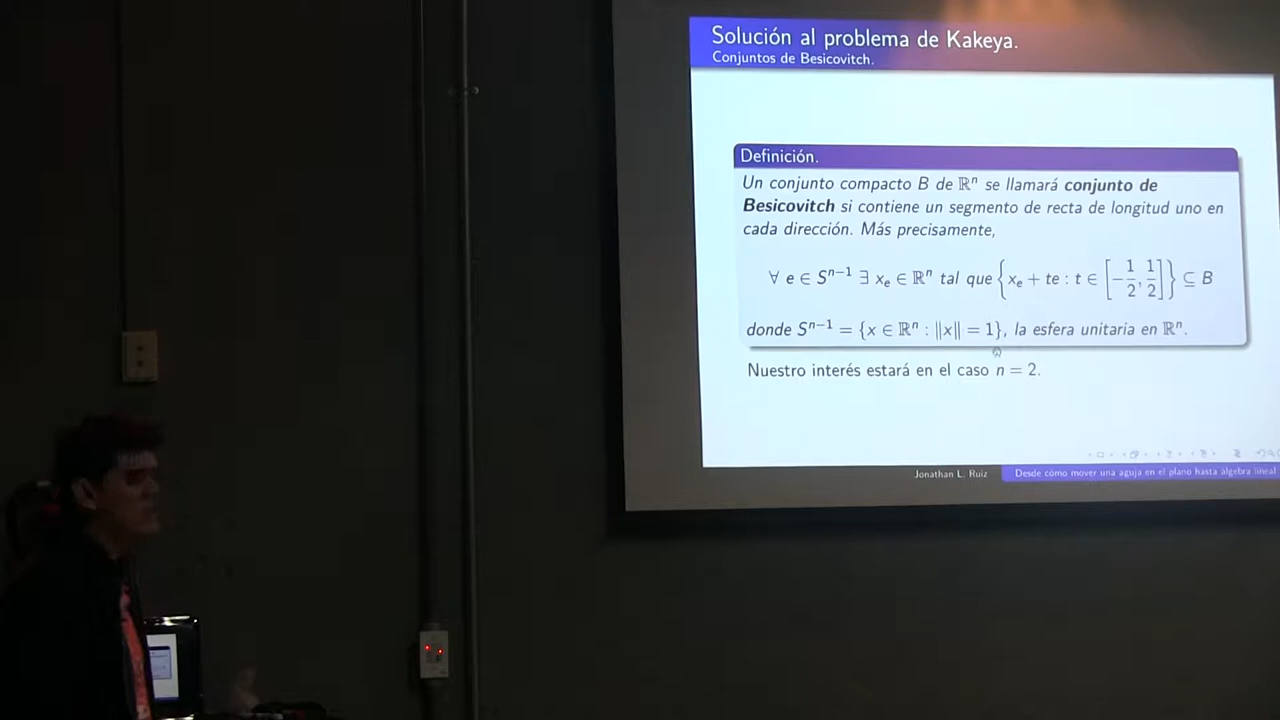 Solución al problema de Kakeya.
Conjuntos de Besicovitch.
Definición.
Un conjunto compacto B de ℝⁿ se llamará conjunto de
Besicovitch si contiene un segmento de recta de longitud uno en
cada dirección. Más precisamente,
∀ e ∈ Sⁿ⁻¹ ∃ xₑ ∈ ℝⁿ tal que {xₑ + te : t ∈ [−1/2, 1/2]} ⊆ B
donde Sⁿ⁻¹ = {x ∈ ℝⁿ : ‖x‖ = 1}, la esfera unitaria en ℝⁿ.
Nuestro interés estará en el caso n = 2.
Jonathan L. Ruiz Desde cómo mover una aguja en el plano hasta álgebra lineal